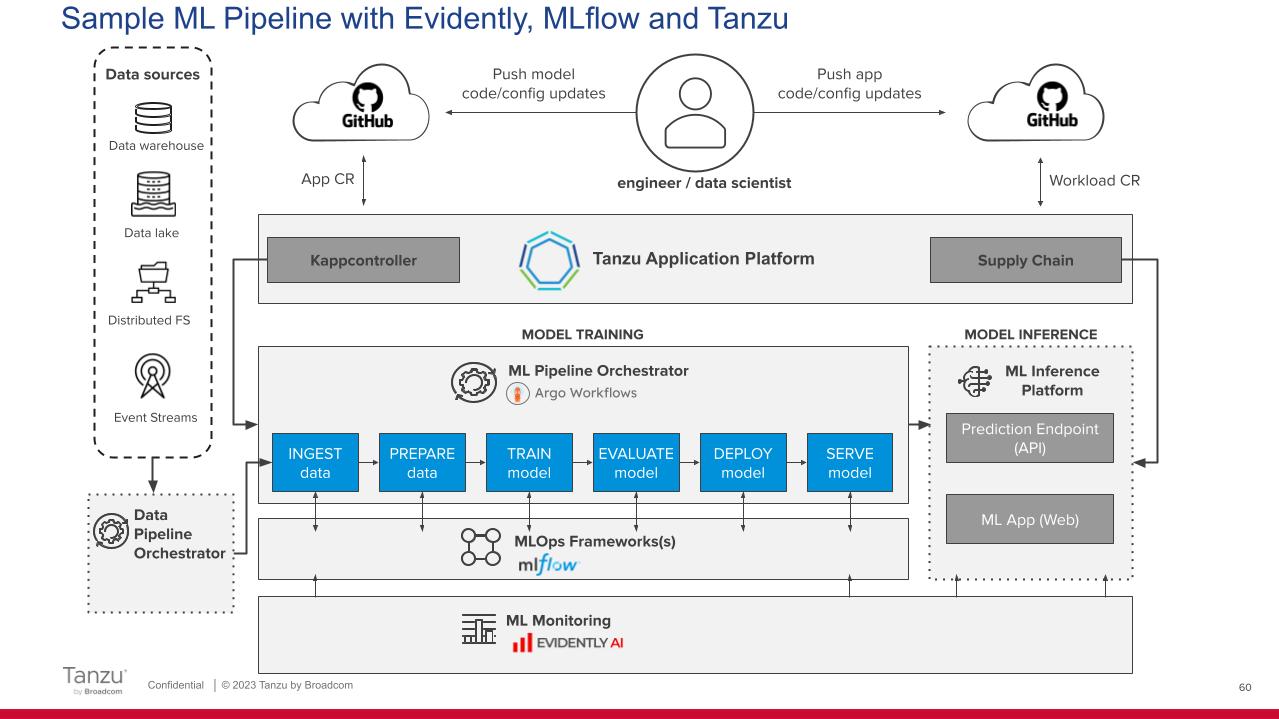 Sample ML Pipeline with Evidently, MLflow and Tanzu
Data sources
Data warehouse
Data lake
Distributed FS
Event Streams
GitHub
Push model
code/config updates
engineer / data scientist
Push app
code/config updates
GitHub
App CR
Workload CR
Kappcontroller
Tanzu Application Platform
Supply Chain
MODEL TRAINING
ML Pipeline Orchestrator
Argo Workflows
INGEST
data
PREPARE
data
TRAIN
model
EVALUATE
model
DEPLOY
model
SERVE
model
MODEL INFERENCE
ML Inference
Platform
Prediction Endpoint
(API)
ML App (Web)
Data
Pipeline
Orchestrator
MLOps Frameworks(s)
mlflow
ML Monitoring
EVIDENTLY AI
Tanzu
by Broadcom
Confidential | © 2023 Tanzu by Broadcom
60